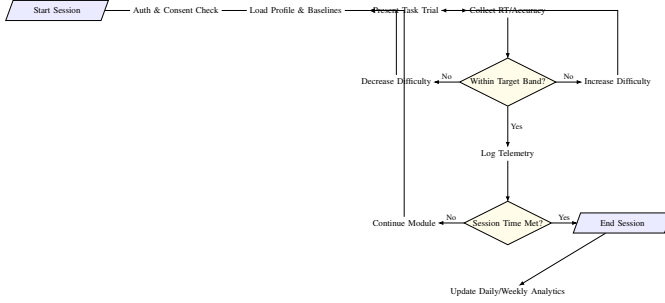 Start Session
Auth & Consent Check
Load Profile & Baselines
Present Task Trial
Collect RT/Accuracy
Decrease Difficulty
No
Within Target Band?
No
Increase Difficulty
Yes
Log Telemetry
Continue Module
No
Session Time Met?
Yes
End Session
Update Daily/Weekly Analytics